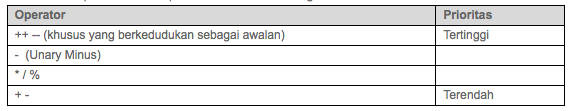 Operator Prioritas
++ -- (khusus yang berkedudukan sebagai awalan) Tertinggi
- (Unary Minus)
* / %
+ - Terendah